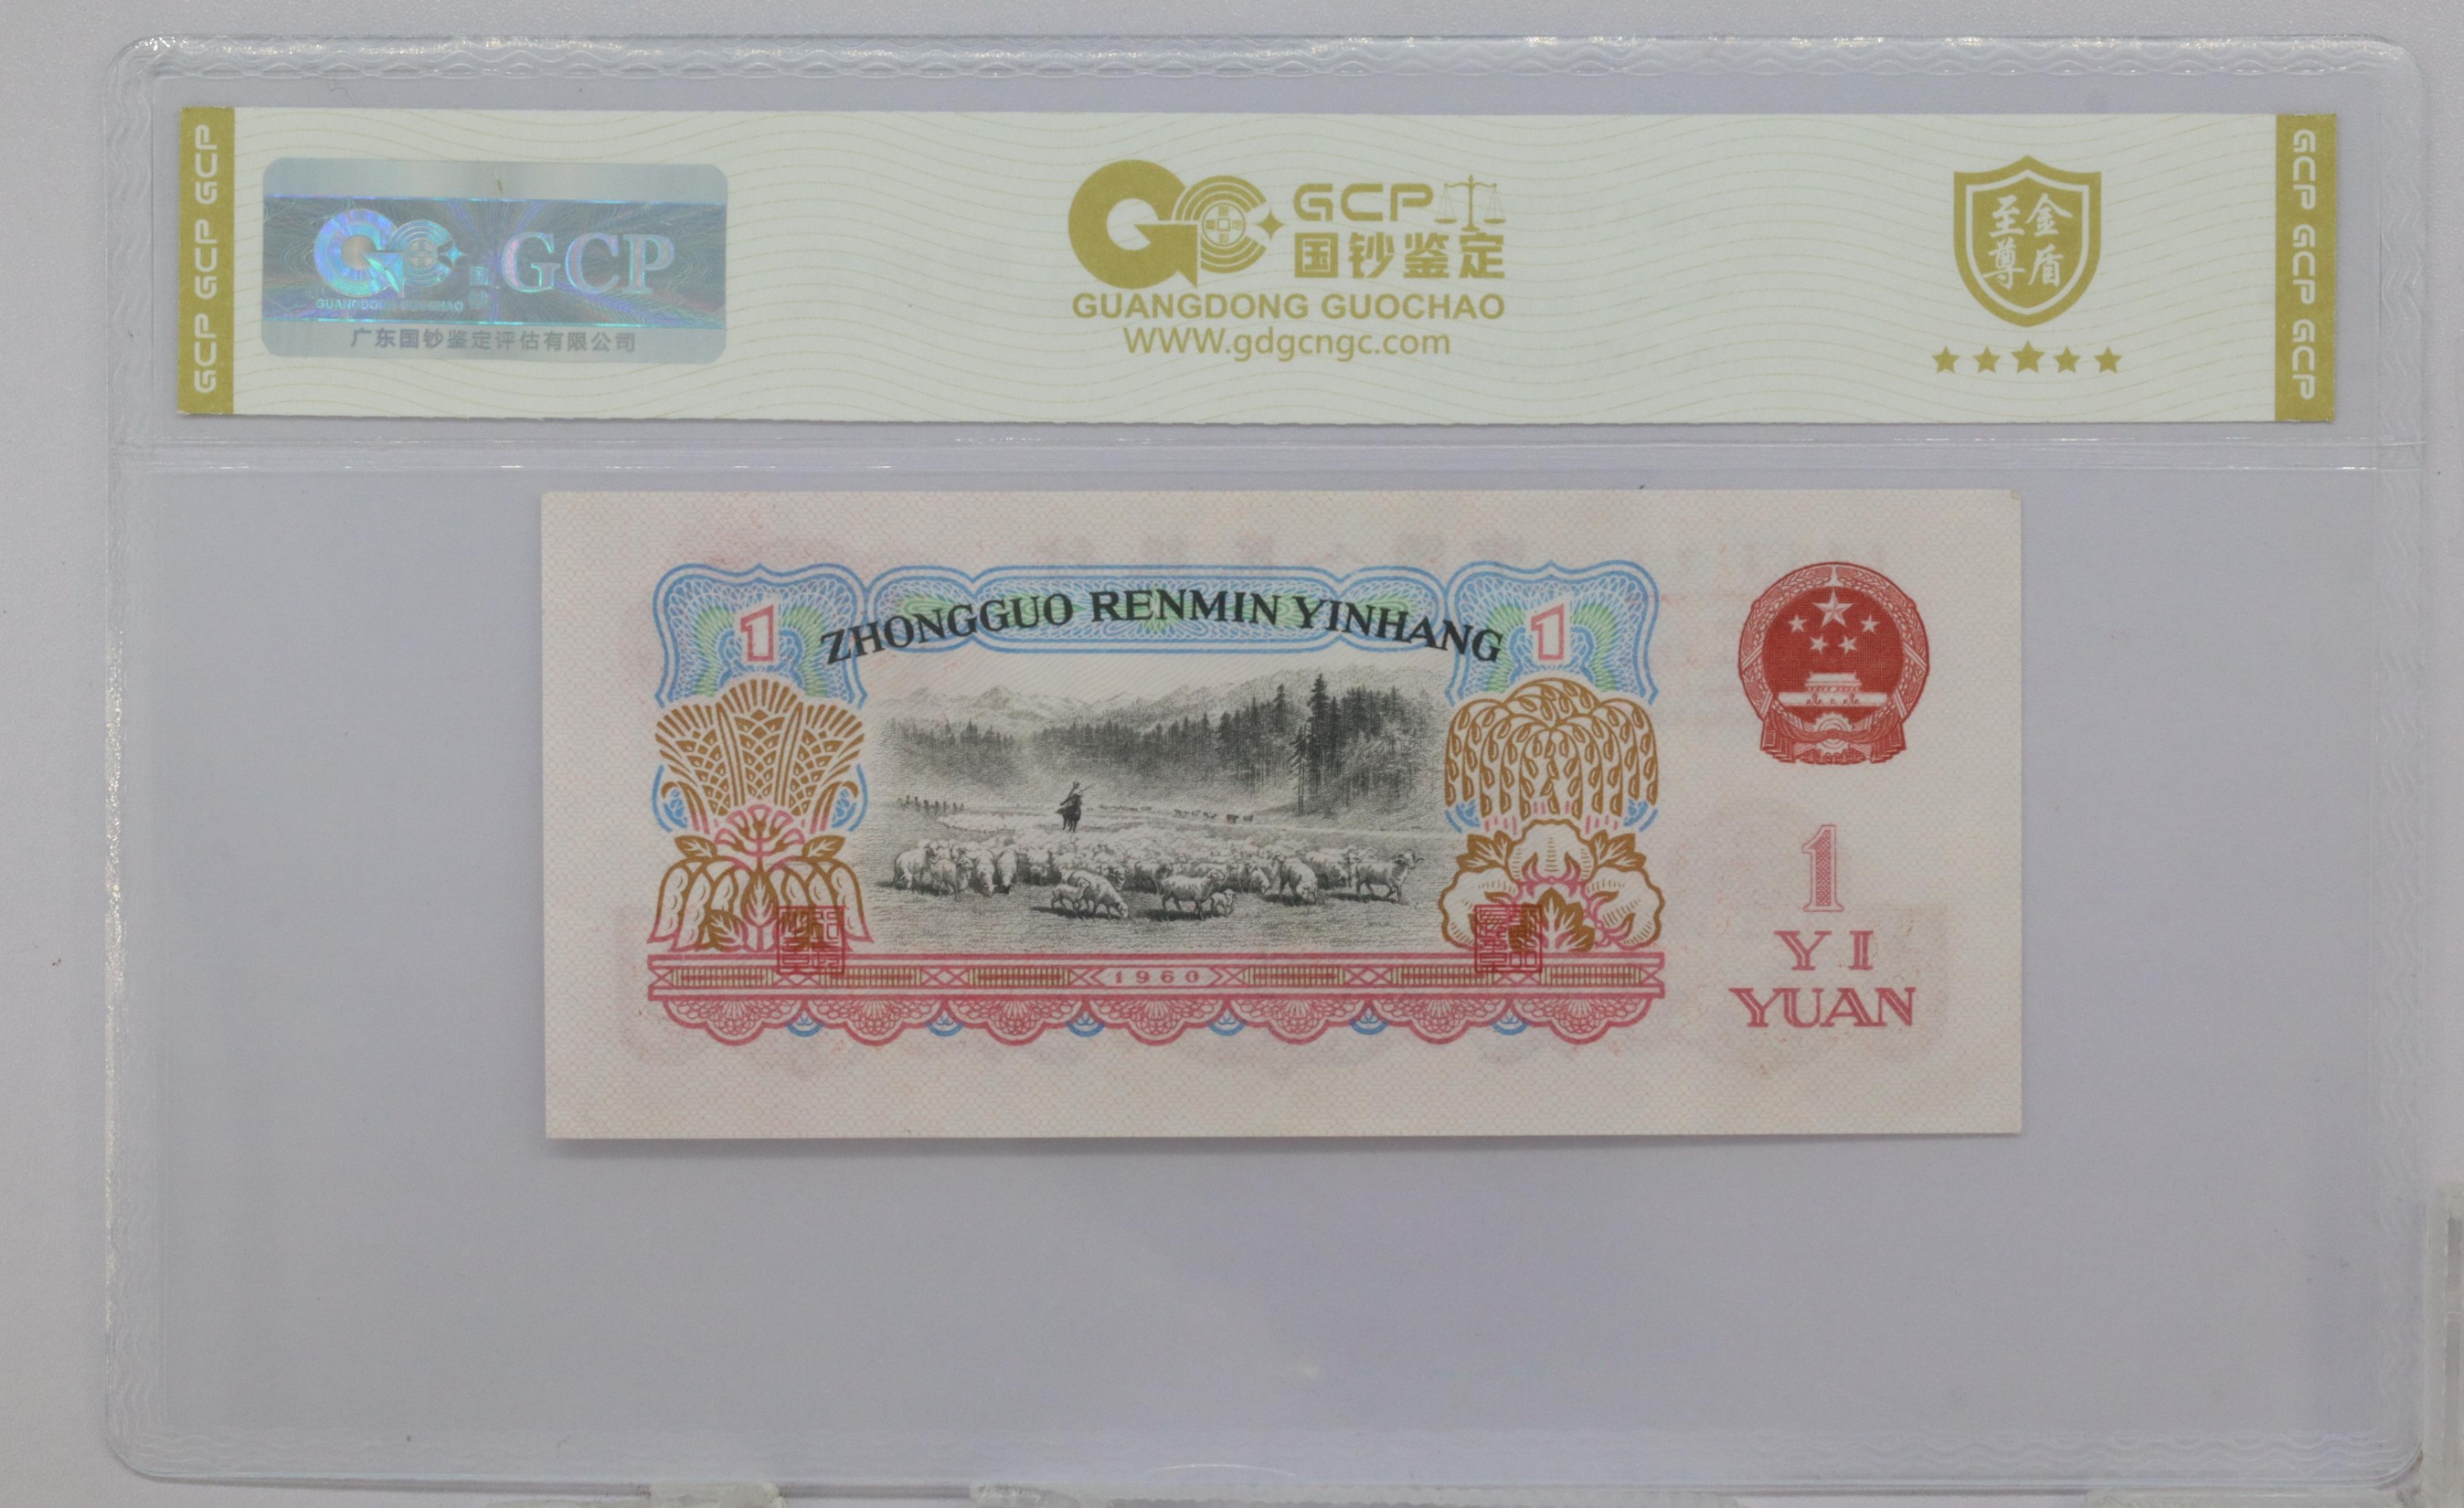 GCP GCP GCP
GCP
GUANGDONG GUOCHAO
国钞
广东国钞鉴定评估有限公司
GCP
国钞鉴定
GUANGDONG GUOCHAO
WWW.gdgcngc.com
至尊金盾
GCP GCP GCP
ZHONGGUO RENMIN YINHANG
1
1
1960
1
YI
YUAN